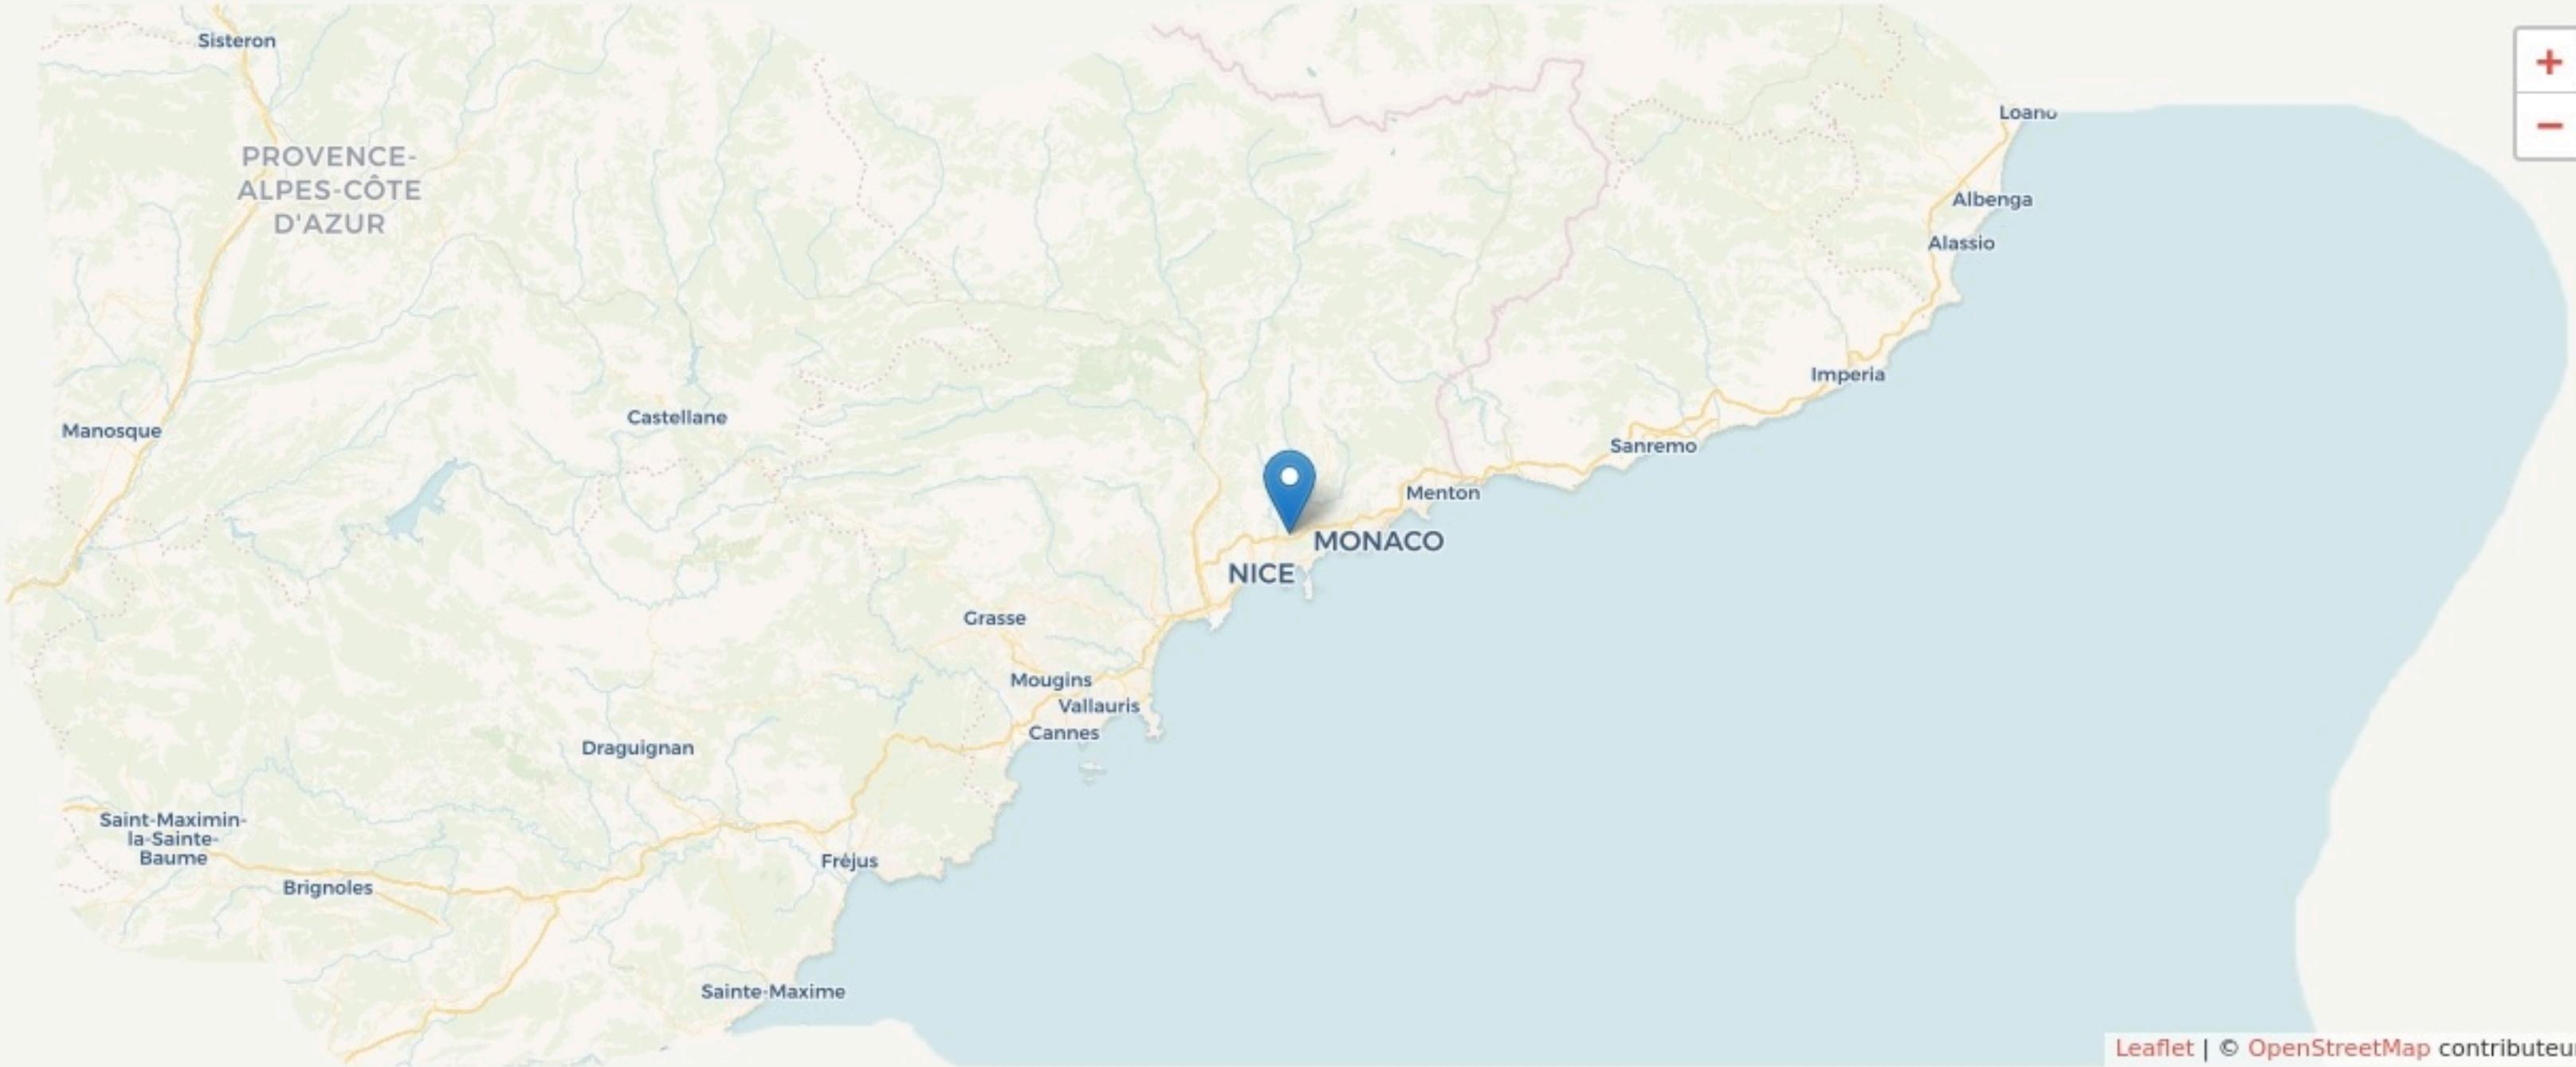 Sisteron
+
−
Loano
PROVENCE-
ALPES-CÔTE
D'AZUR
Albenga
Alassio
Imperia
Castellane
Manosque
Sanremo
Menton
MONACO
NICE
Grasse
Mougins
Vallauris
Cannes
Draguignan
Saint-Maximin-
la-Sainte-
Baume
Fréjus
Brignoles
Sainte-Maxime
Leaflet | © OpenStreetMap contributeu